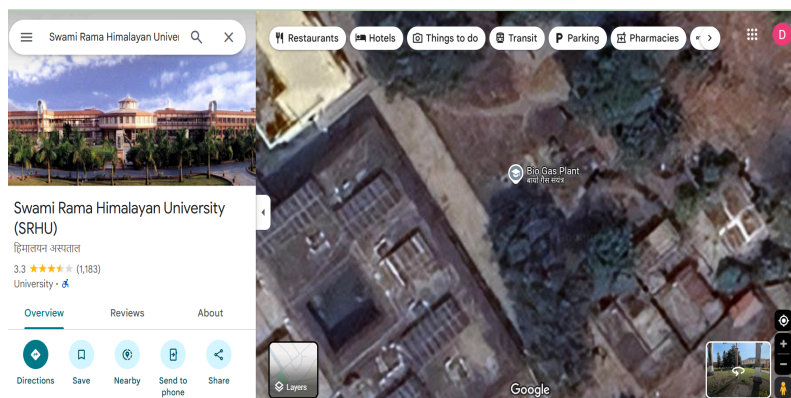 Swami Rama Himalayan Univer
Restaurants
Hotels
Things to do
Transit
P Parking
Pharmacies
D
Swami Rama Himalayan University
(SRHU)
हिमालयन अस्पताल
3.3 (1,183)
University ·
Overview Reviews About
Directions Save Nearby Send to phone Share
Bio Gas Plant
बायो गैस संयंत्र
Layers
Google